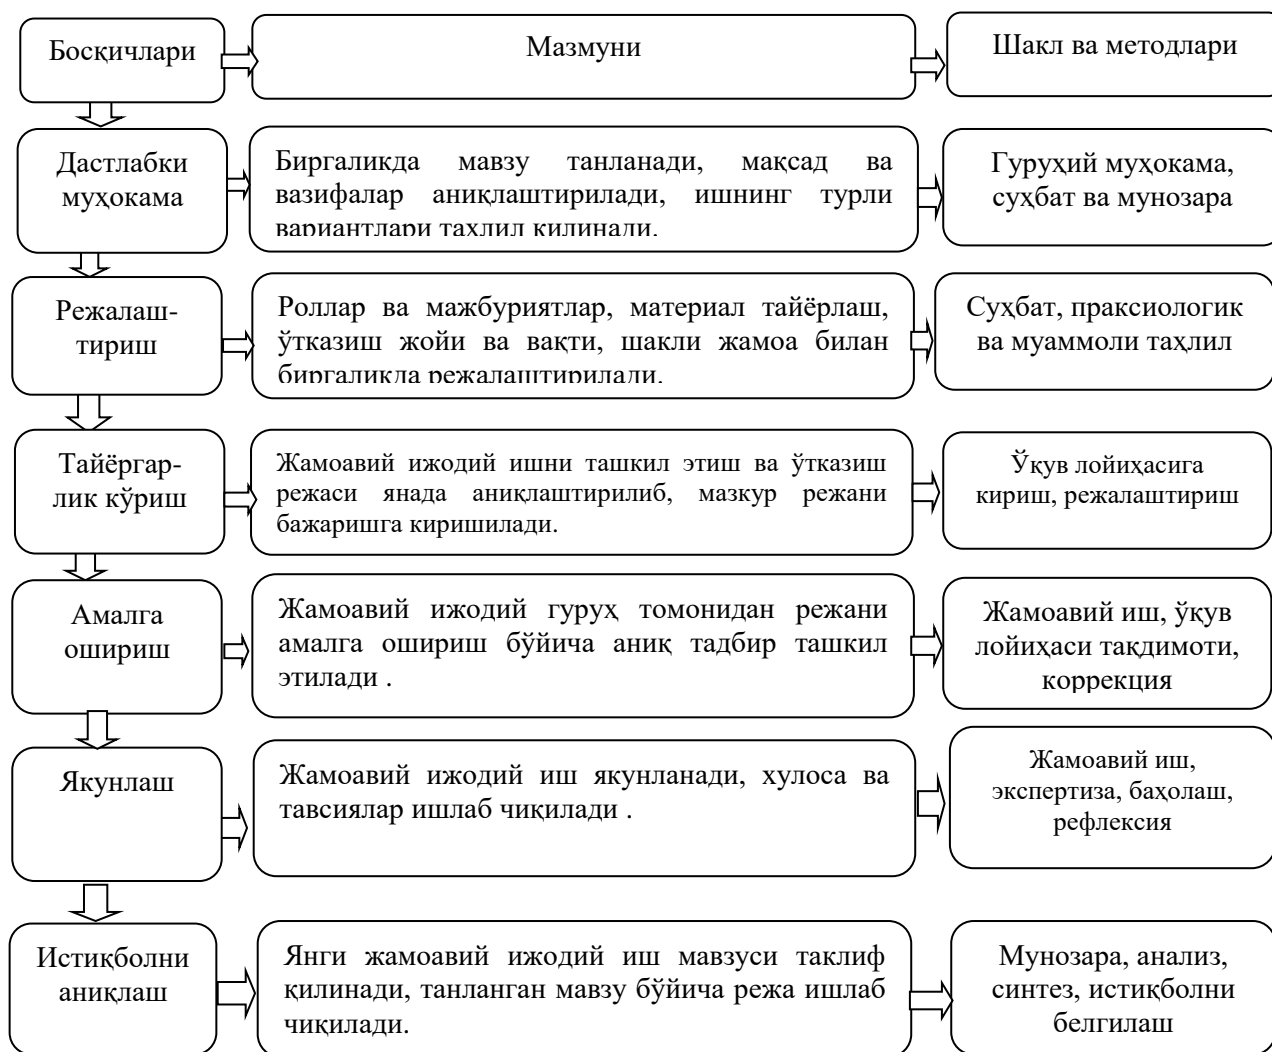 Босқичлари
Мазмуни
Шакл ва методлари
Дастлабки
муҳокама
Биргаликда мавзу танланади, мақсад ва
вазифалар аниқлаштирилади, ишнинг турли
вариантлари таҳлил қилинади.
Гуруҳий муҳокама,
суҳбат ва мунозара
Режалаш-
тириш
Роллар ва мажбуриятлар, материал тайёрлаш,
ўтказиш жойи ва вақти, шакли жамоа билан
биргаликда режалаштирилади.
Суҳбат, праксиологик
ва муаммоли таҳлил
Тайёргар-
лик кўриш
Жамоавий ижодий ишни ташкил этиш ва ўтказиш
режаси янада аниқлаштирилиб, мазкур режани
бажаришга киришилади.
Ўқув лойиҳасига
кириш, режалаштириш
Амалга
ошириш
Жамоавий ижодий гуруҳ томонидан режани
амалга ошириш бўйича аниқ тадбир ташкил
этилади .
Жамоавий иш, ўқув
лойиҳаси тақдимоти,
коррекция
Якунлаш
Жамоавий ижодий иш якунланади, хулоса ва
тавсиялар ишлаб чиқилади .
Жамоавий иш,
экспертиза, баҳолаш,
рефлексия
Истиқболни
аниқлаш
Янги жамоавий ижодий иш мавзуси таклиф
қилинади, танланган мавзу бўйича режа ишлаб
чиқилади.
Мунозара, анализ,
синтез, истиқболни
белгилаш